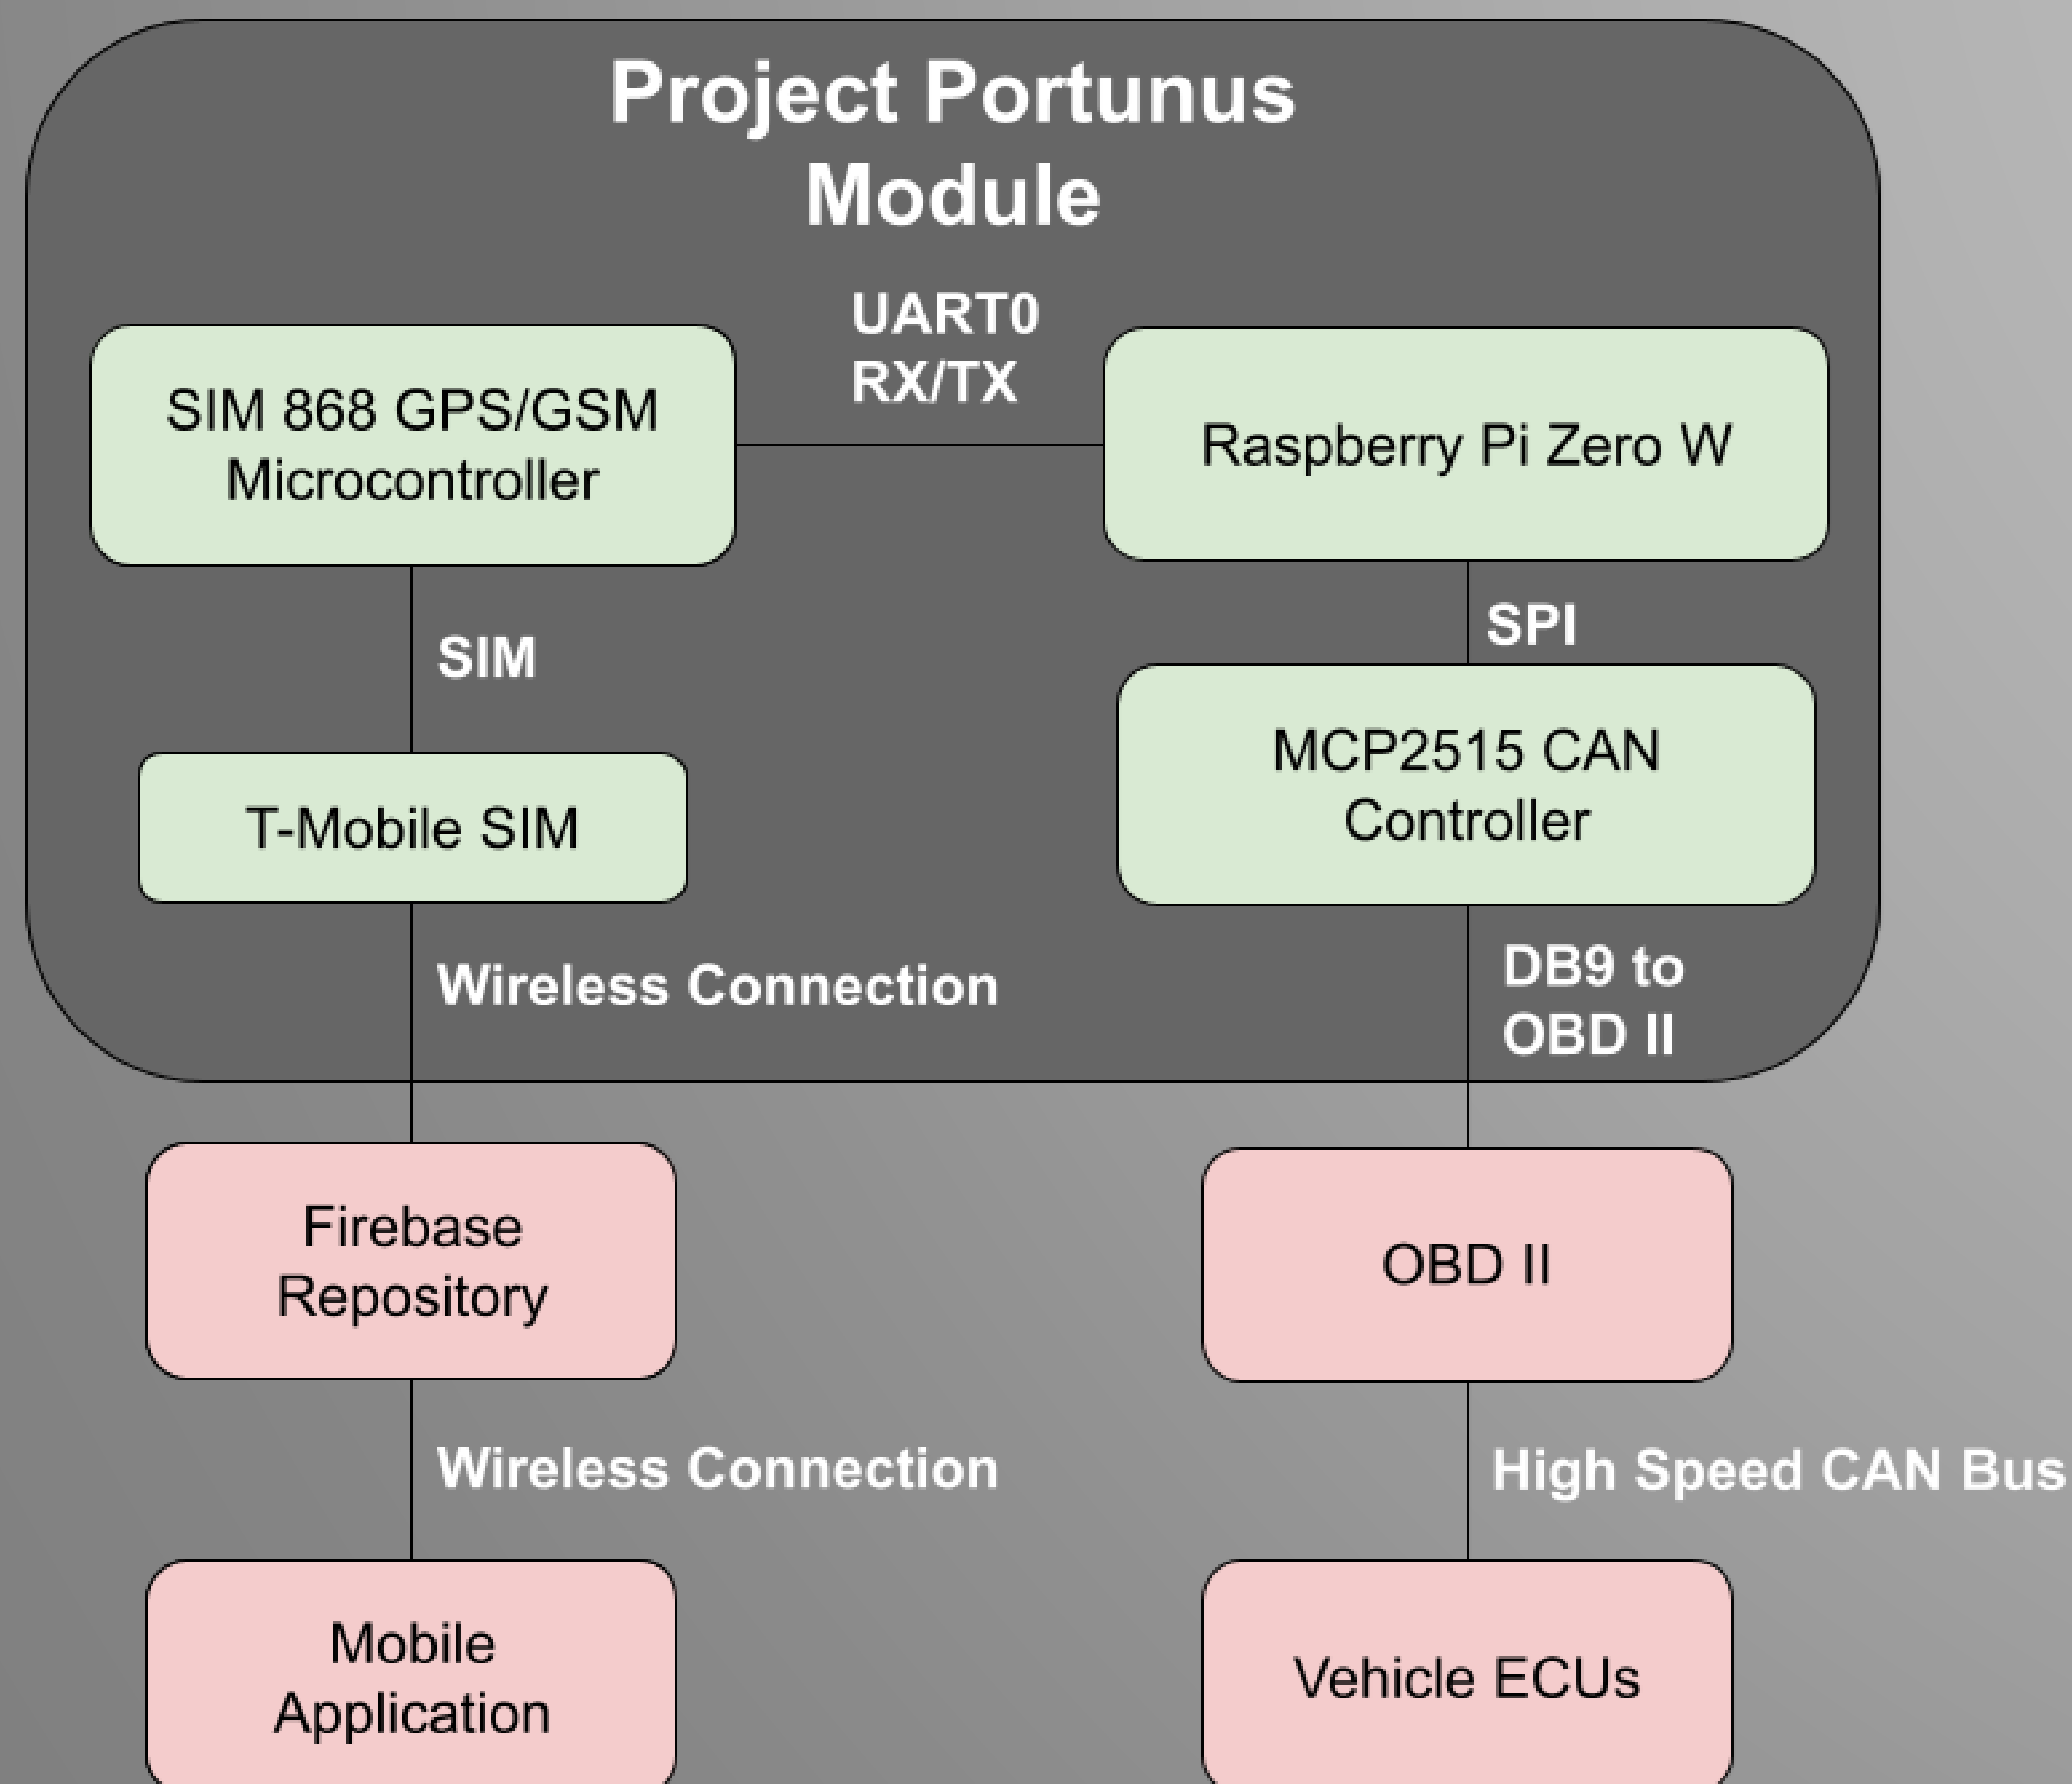 Project Portunus
Module
UART0
RX/TX
SIM 868 GPS/GSM
Microcontroller
Raspberry Pi Zero W
SIM
SPI
T-Mobile SIM
MCP2515 CAN
Controller
Wireless Connection
DB9 to
OBD II
Firebase
Repository
OBD II
Wireless Connection
High Speed CAN Bus
Mobile
Application
Vehicle ECUs